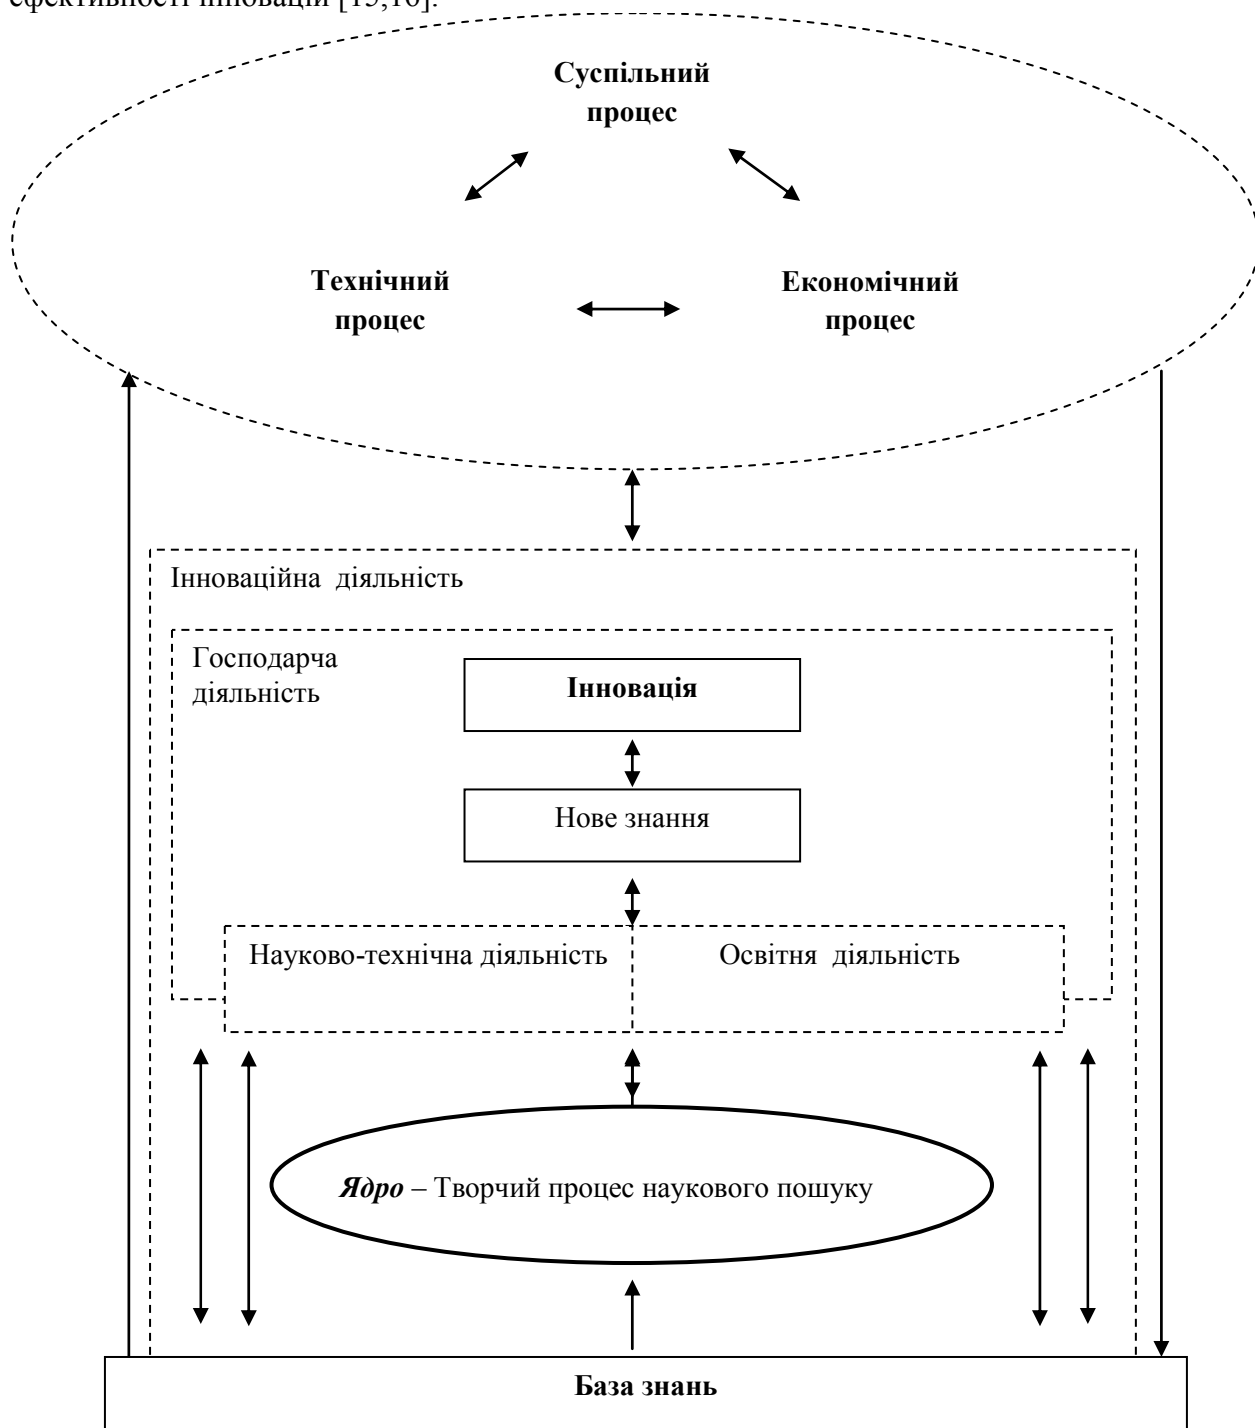 ефективності інновацій [15,16].
Суспільний
процес
Технічний
процес
Економічний
процес
Інноваційна діяльність
Господарча
діяльність
Інновація
Нове знання
Науково-технічна діяльність
Освітня діяльність
Ядро – Творчий процес наукового пошуку
База знань